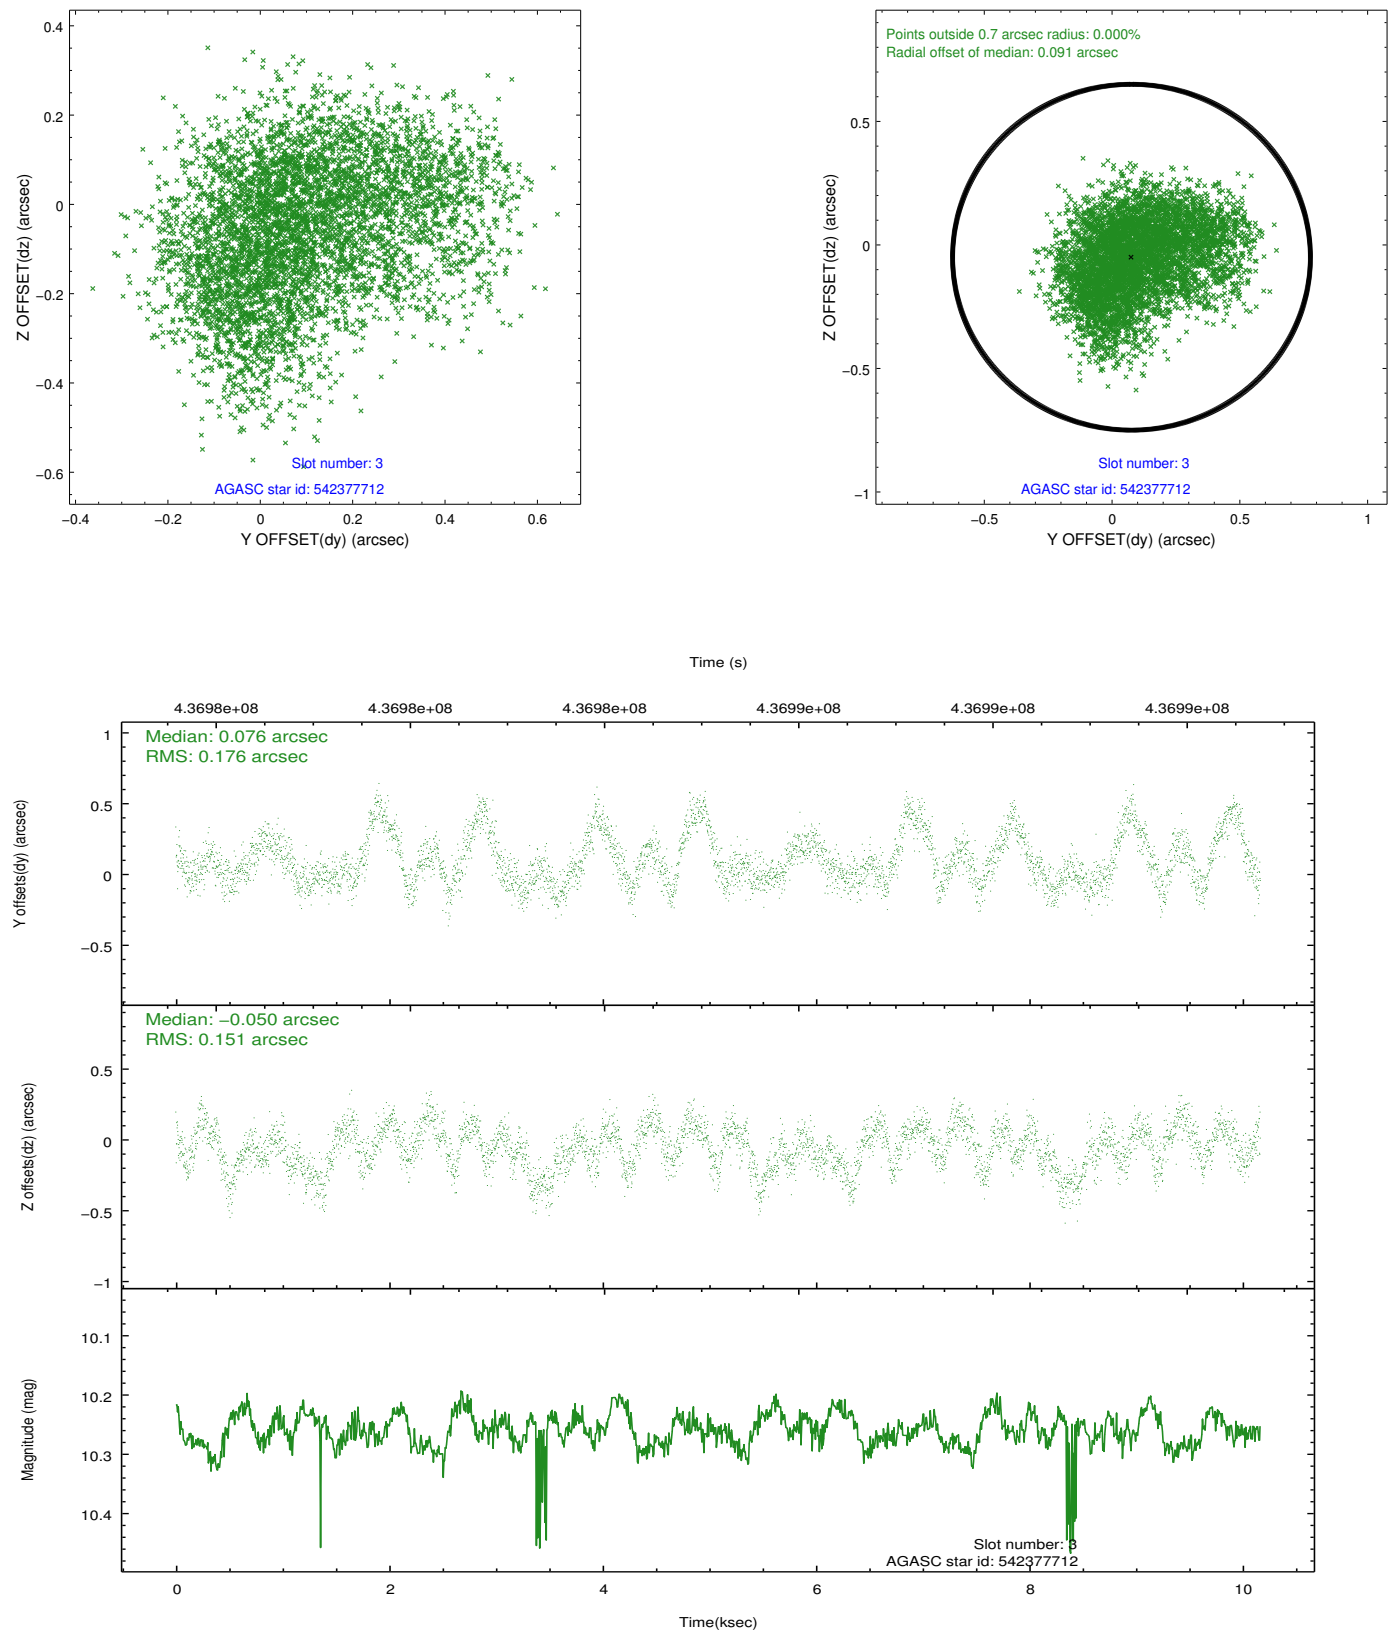 0.4
0.2
0
−0.2
−0.4
−0.6
Z OFFSET(dz) (arcsec)
Slot number: 3
AGASC star id: 542377712
−0.4
−0.2
0
0.2
0.4
0.6
Y OFFSET(dy) (arcsec)
Points outside 0.7 arcsec radius: 0.000%
Radial offset of median: 0.091 arcsec
0.5
0
−0.5
−1
Z OFFSET(dz) (arcsec)
Slot number: 3
AGASC star id: 542377712
−0.5
0
0.5
1
Y OFFSET(dy) (arcsec)
Time (s)
4.3698e+08
4.3698e+08
4.3698e+08
4.3699e+08
4.3699e+08
4.3699e+08
Median: 0.076 arcsec
RMS: 0.176 arcsec
1
0.5
0
−0.5
Y offsets(dy) (arcsec)
Median: −0.050 arcsec
RMS: 0.151 arcsec
0.5
0
−0.5
−1
Z offsets(dz) (arcsec)
10.1
10.2
10.3
10.4
Magnitude (mag)
Slot number: 3
AGASC star id: 542377712
0
2
4
6
8
10
Time(ksec)